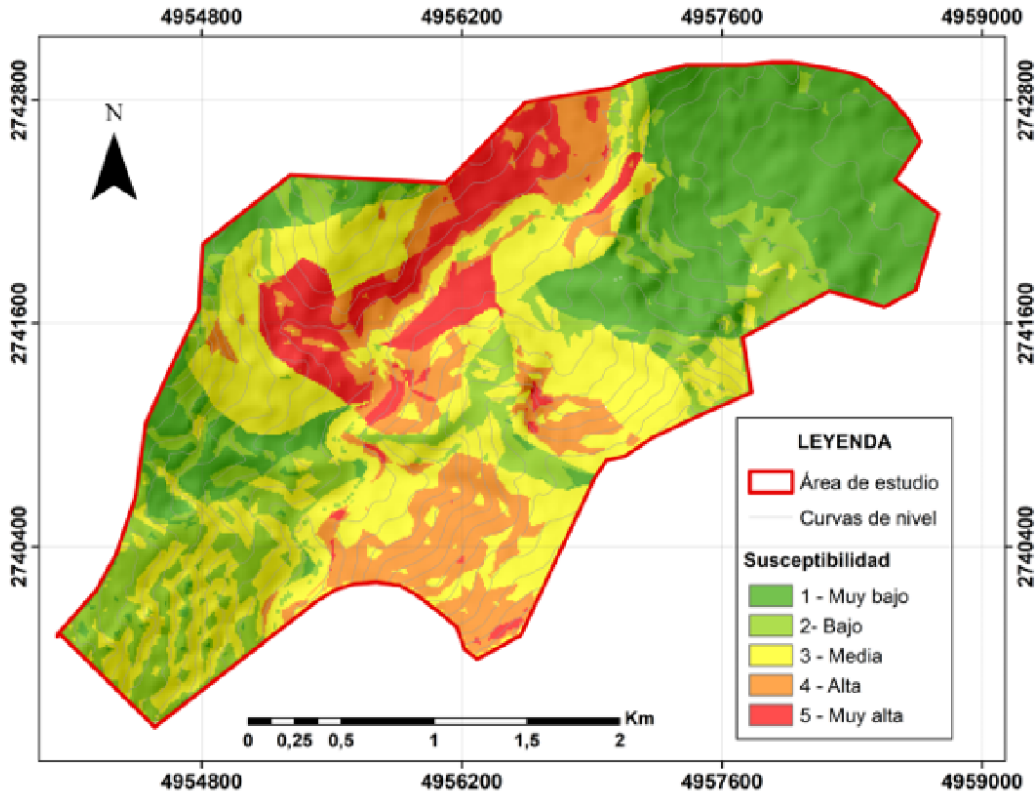 4954800 4956200 4957600 4959000
2742800 2742800
N
2741600 2741600
2740400 2740400
LEYENDA
Área de estudio
Curvas de nivel
Susceptibilidad
1 - Muy bajo
2- Bajo
3 - Media
4 - Alta
5 - Muy alta
Km
0 0,25 0,5 1 1,5 2
4954800 4956200 4957600 4959000